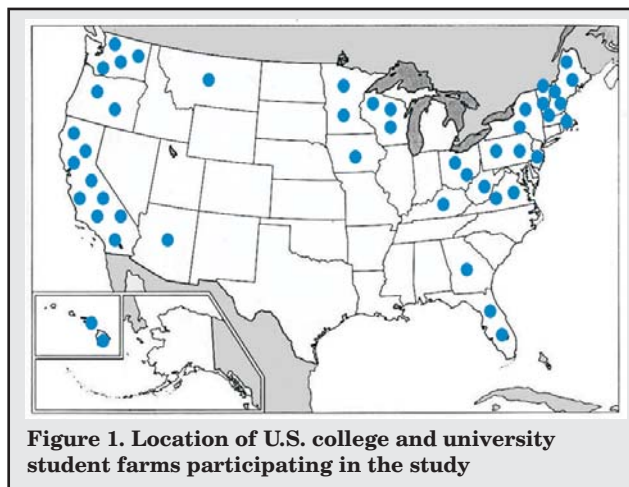 Figure 1. Location of U.S. college and university
student farms participating in the study